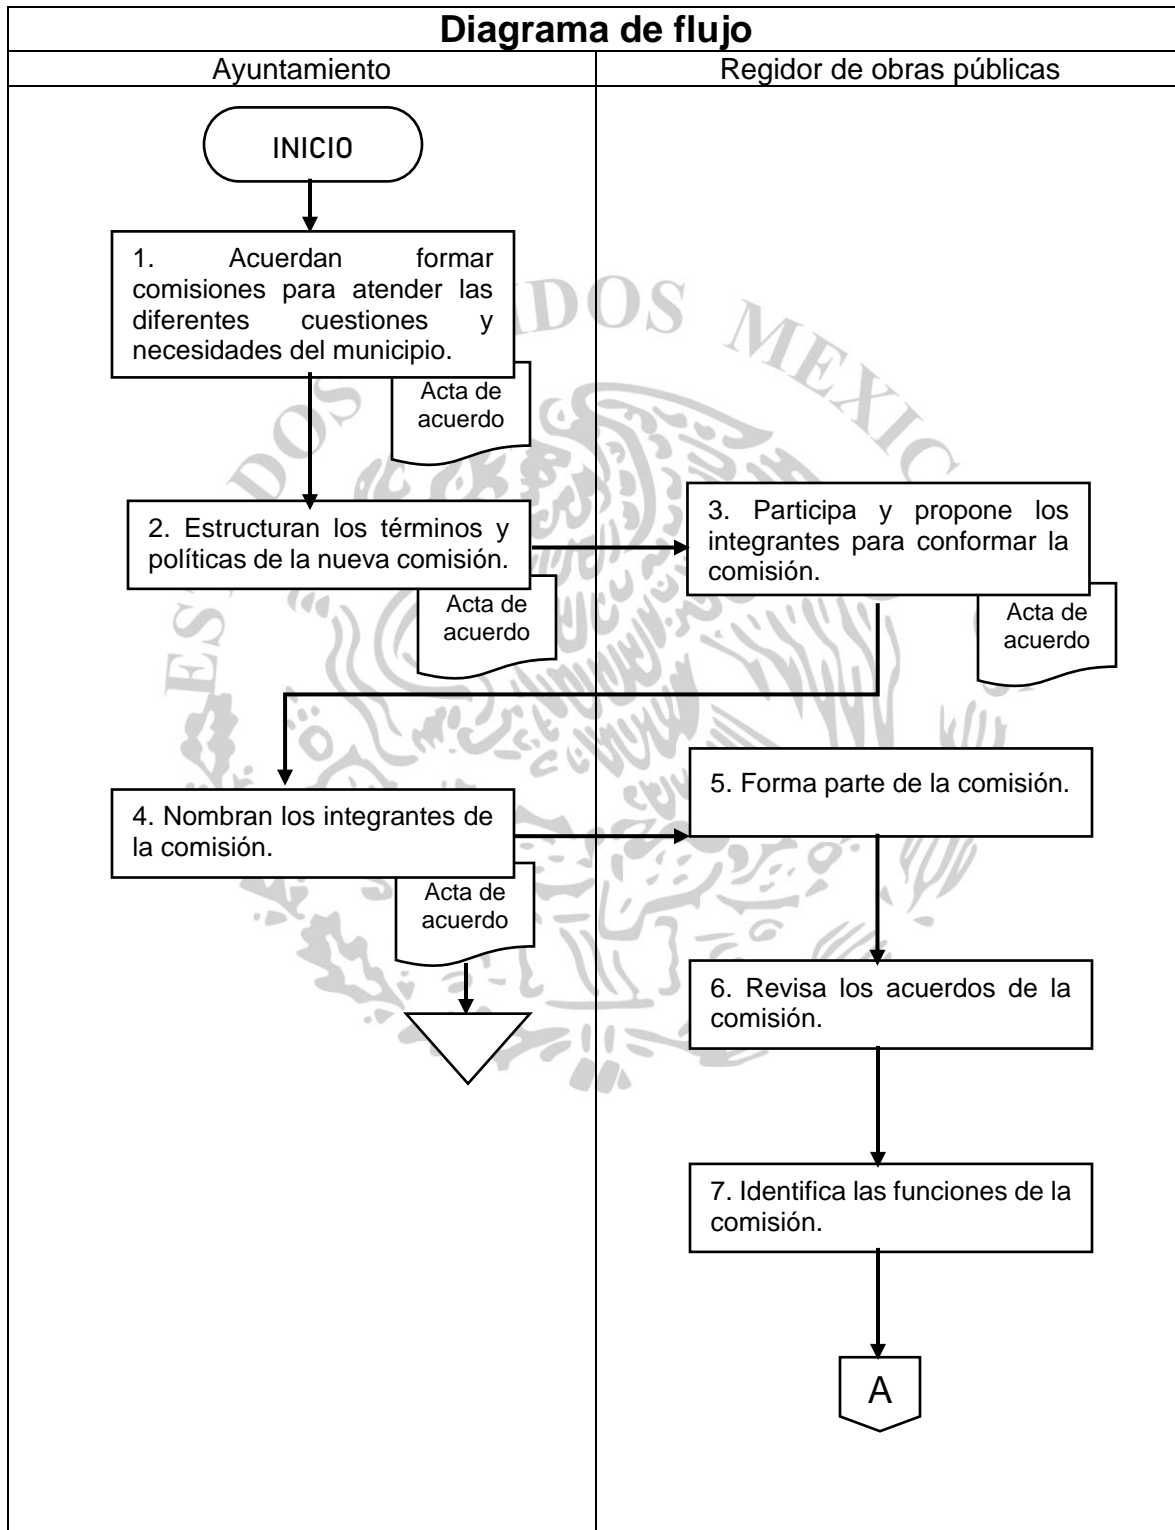 Diagrama de flujo
Ayuntamiento
Regidor de obras públicas
INICIO
1. Acuerdan formar
comisiones para atender las
diferentes cuestiones y
necesidades del municipio.
Acta de
acuerdo
2. Estructuran los términos y
políticas de la nueva comisión.
Acta de
acuerdo
3. Participa y propone los
integrantes para conformar la
comisión.
Acta de
acuerdo
4. Nombran los integrantes de
la comisión.
Acta de
acuerdo
5. Forma parte de la comisión.
6. Revisa los acuerdos de la
comisión.
7. Identifica las funciones de la
comisión.
A
ES DOS DOS MEXIC